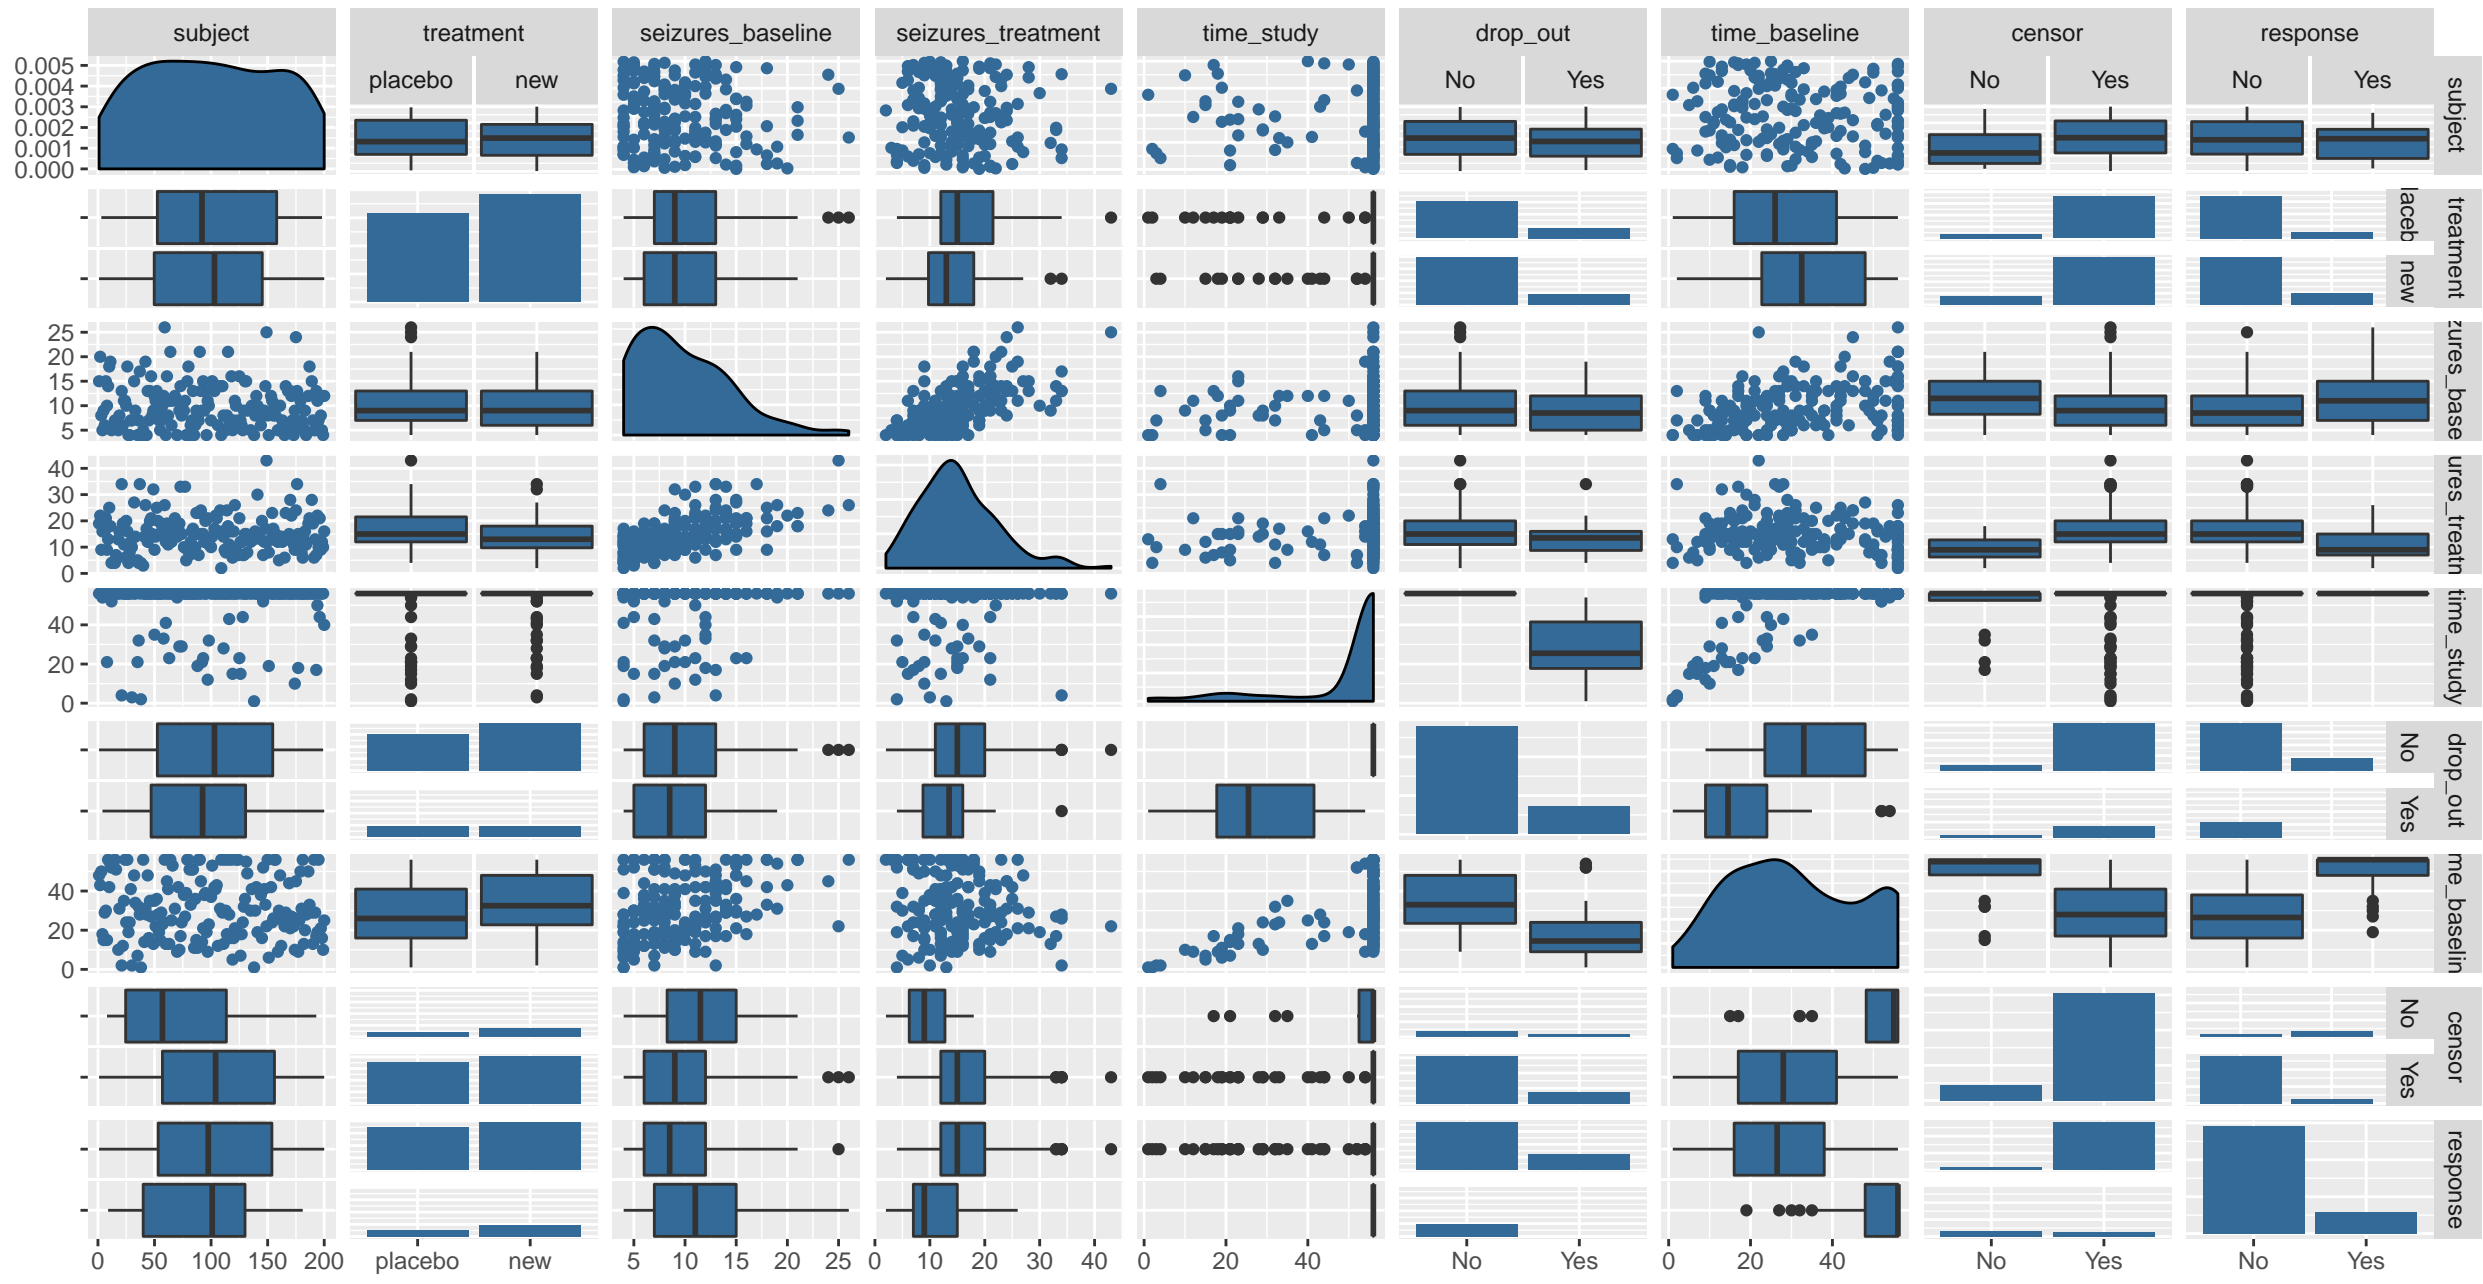 subject treatment seizures_baseline seizures_treatment time_study drop_out time_baseline censor response
placebo new No Yes No Yes No Yes
0.005
0.004
0.003
0.002
0.001
0.000
subject
laceb
new
treatment
25
20
15
10
5
zures_base
40
30
20
10
0
ures_treatn
40
20
0
time_study
No
Yes
drop_out
40
20
0
me_baselin
No
Yes
censor
response
0 50 100 150 200 placebo new 5 10 15 20 25 0 10 20 30 40 0 20 40 No Yes 0 20 40 No Yes No Yes